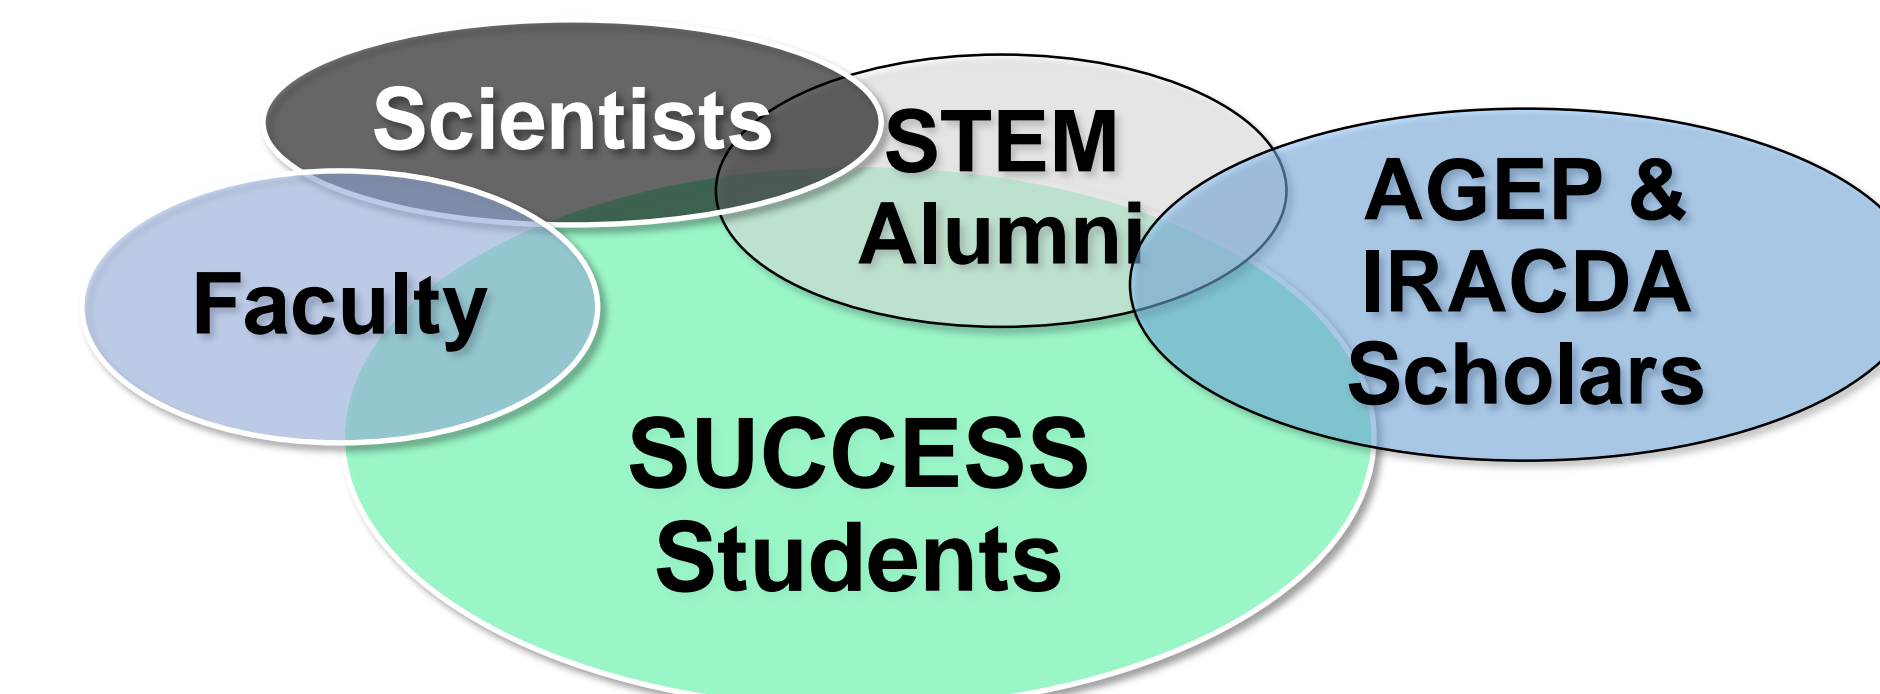 Scientists
STEM
Alumni
AGEP &
IRACDA
Scholars
Faculty
SUCCESS
Students